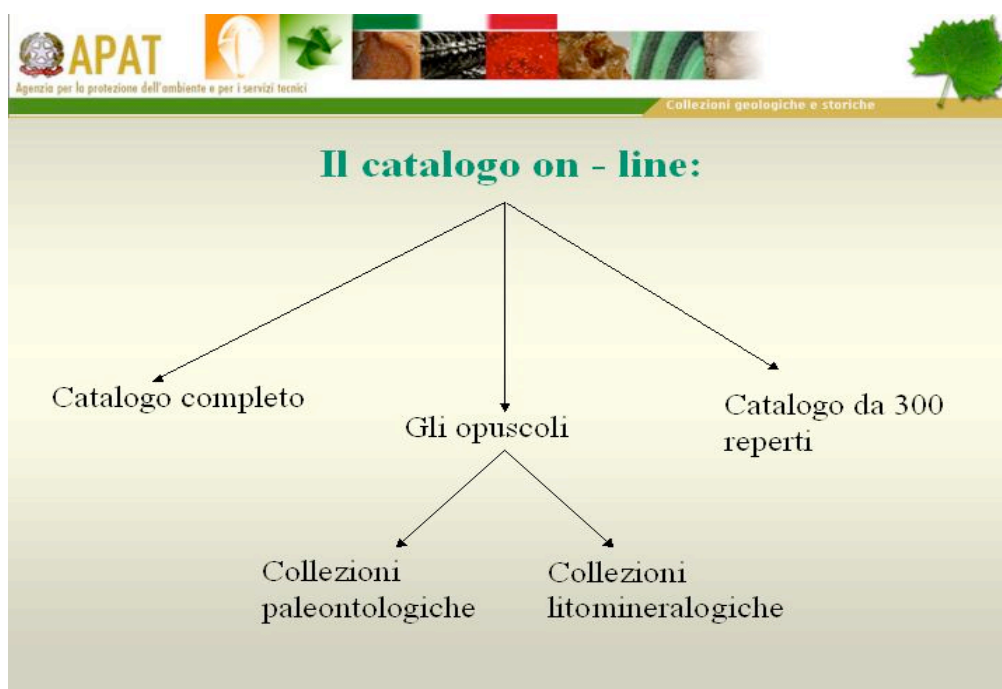 APAT
Agenzia per la protezione dell'ambiente e per i servizi tecnici
Collezioni geologiche e storiche
Il catalogo on - line:
Catalogo completo
Gli opuscoli
Catalogo da 300
reperti
Collezioni
paleontologiche
Collezioni
litomineralogiche